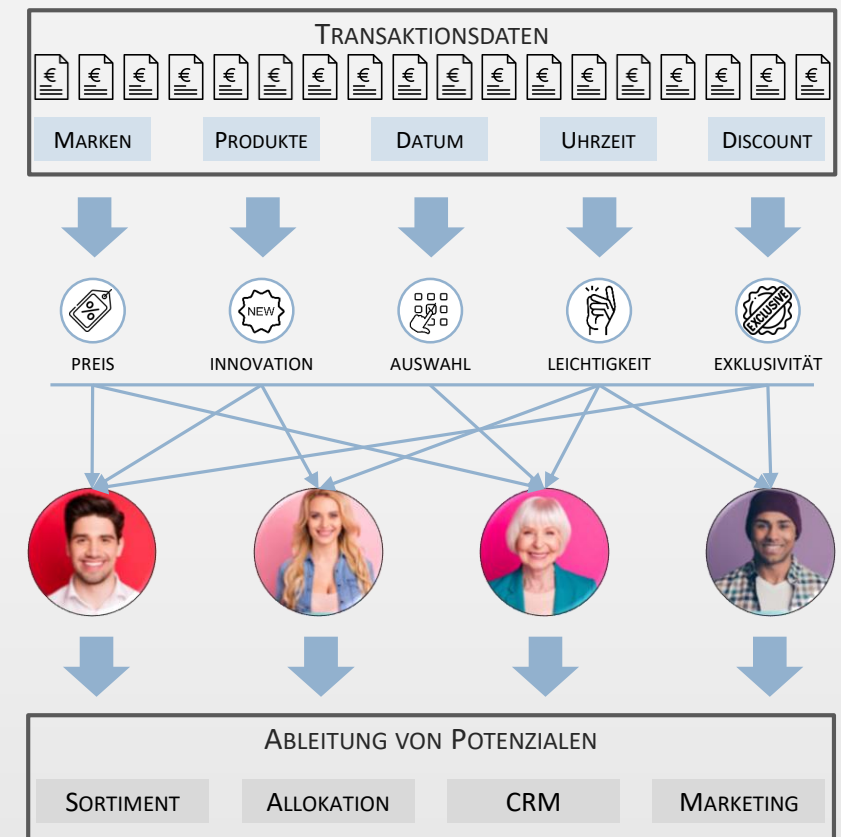 TRANSAKTIONSDATEN
€ € € € € € € € € € € € € € € € € €
MARKEN PRODUKTE DATUM UHRZEIT DISCOUNT
% NEW EXCLUSIVE
PREIS INNOVATION AUSWAHL LEICHTIGKEIT EXKLUSIVITÄT
ABLEITUNG VON POTENZIALEN
SORTIMENT ALLOKATION CRM MARKETING